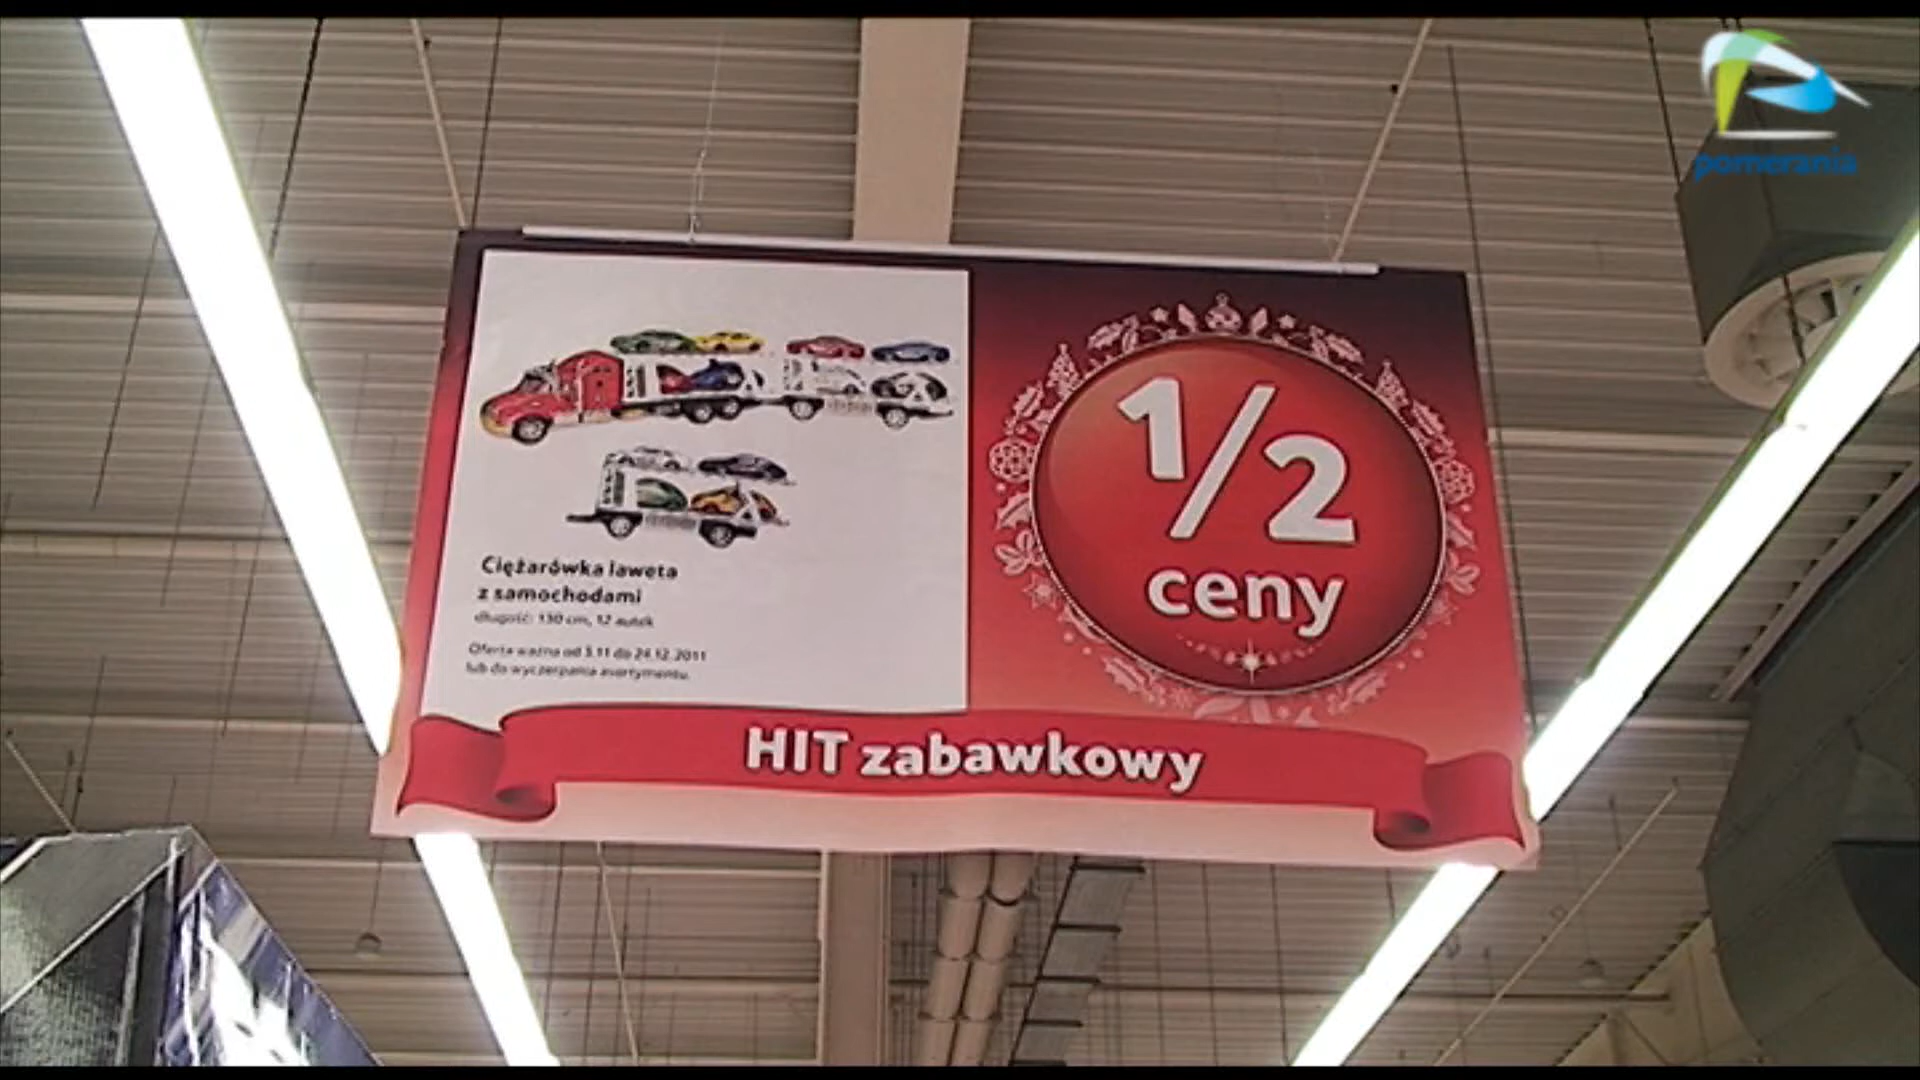 pomerania
Ciężarówka laweta
z samochodami
długość: 130 cm, 12 autek
Oferta ważna od 3.11 do 24.12.2011
lub do wyczerpania asortymentu.
1/2
ceny
HIT zabawkowy